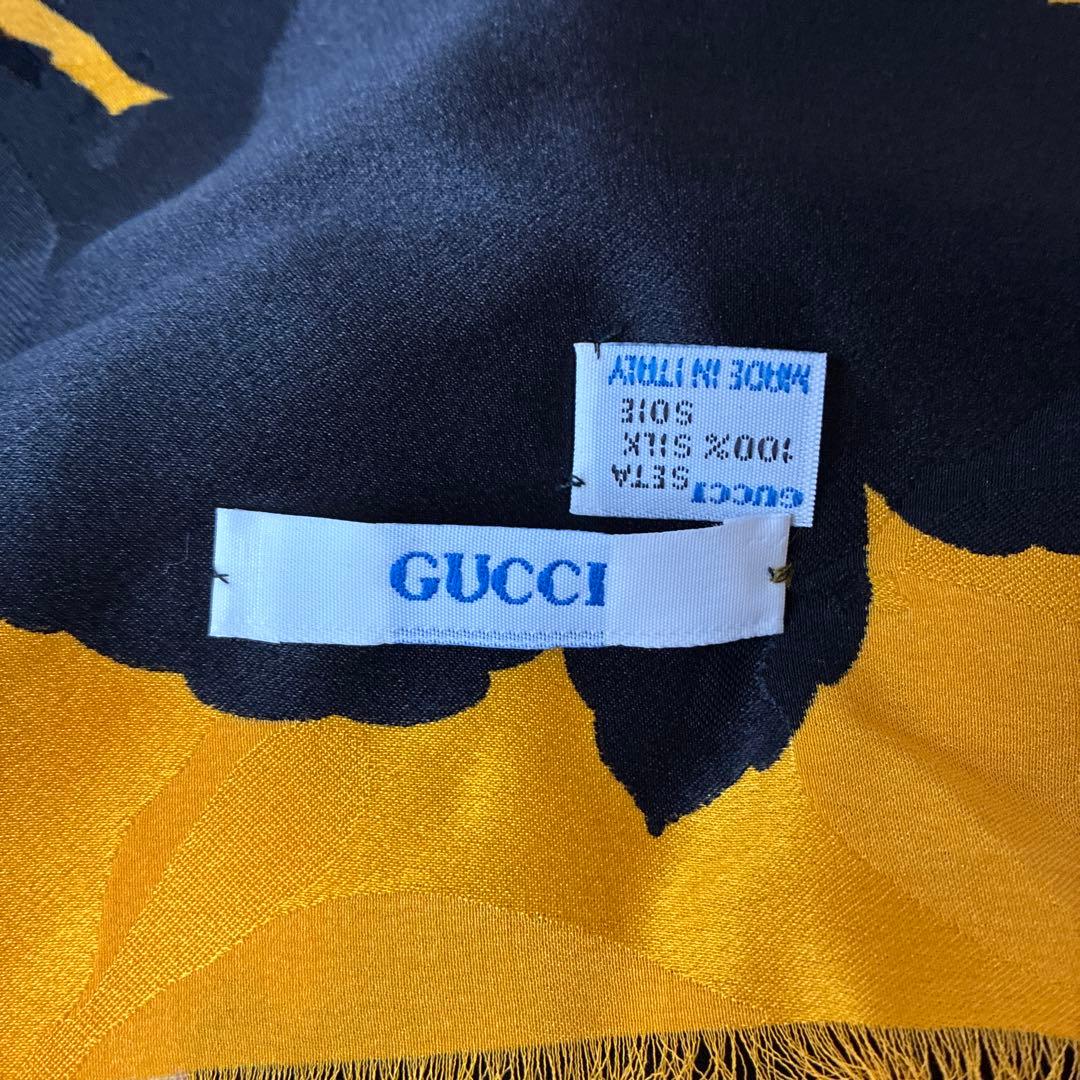 GUCCI
GUCCI
SETA
100% SILK
SOIE
MADE IN ITALY